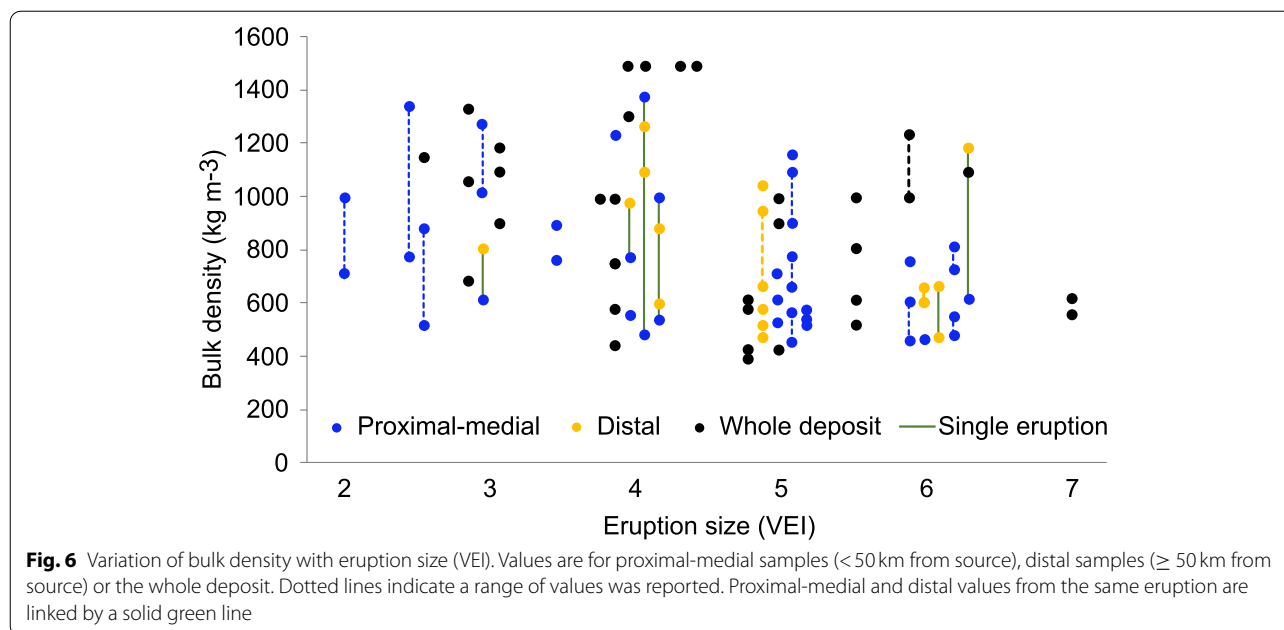 1600
1400
1200
1000
800
600
400
200
0
Bulk density (kg m-3)
Proximal-medial Distal Whole deposit Single eruption
2 3 4 5 6 7
Eruption size (VEI)
Fig. 6 Variation of bulk density with eruption size (VEI). Values are for proximal-medial samples (< 50 km from source), distal samples (≥ 50 km from
source) or the whole deposit. Dotted lines indicate a range of values was reported. Proximal-medial and distal values from the same eruption are
linked by a solid green line